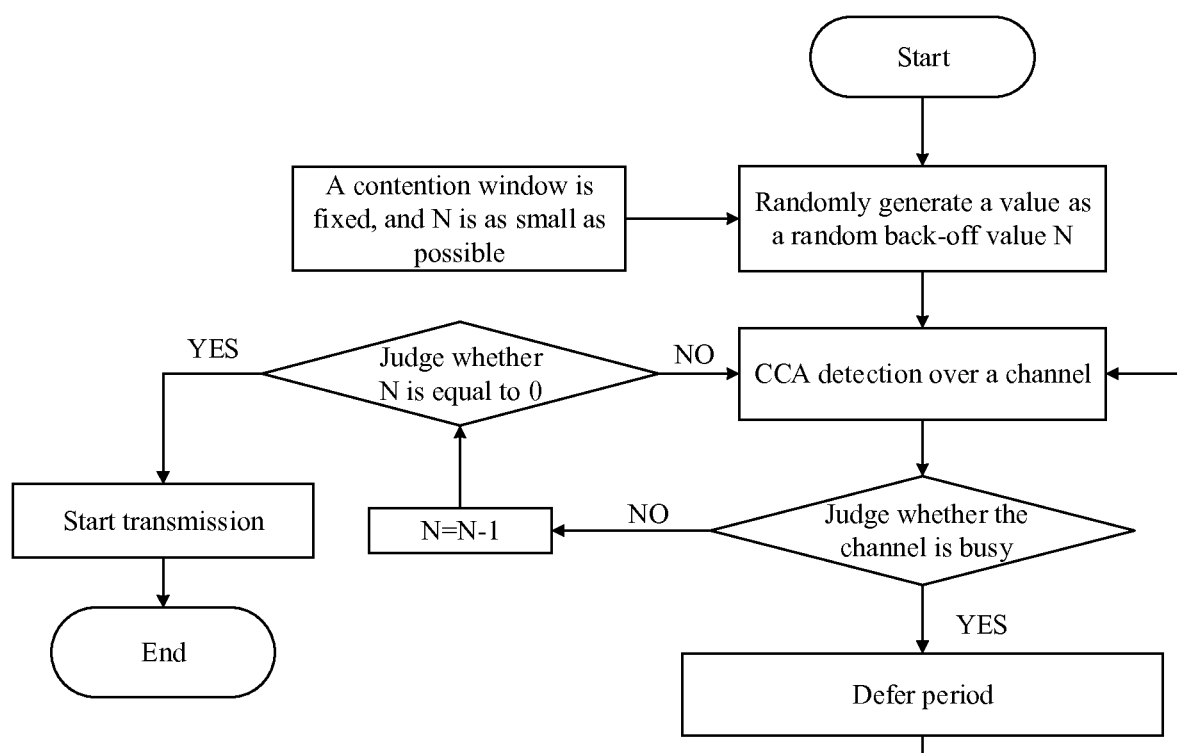 Start
A contention window is
fixed, and N is as small as
possible
Randomly generate a value as
a random back-off value N
YES
Judge whether
N is equal to 0
NO
CCA detection over a channel
Start transmission
N=N-1
NO
Judge whether the
channel is busy
YES
End
Defer period